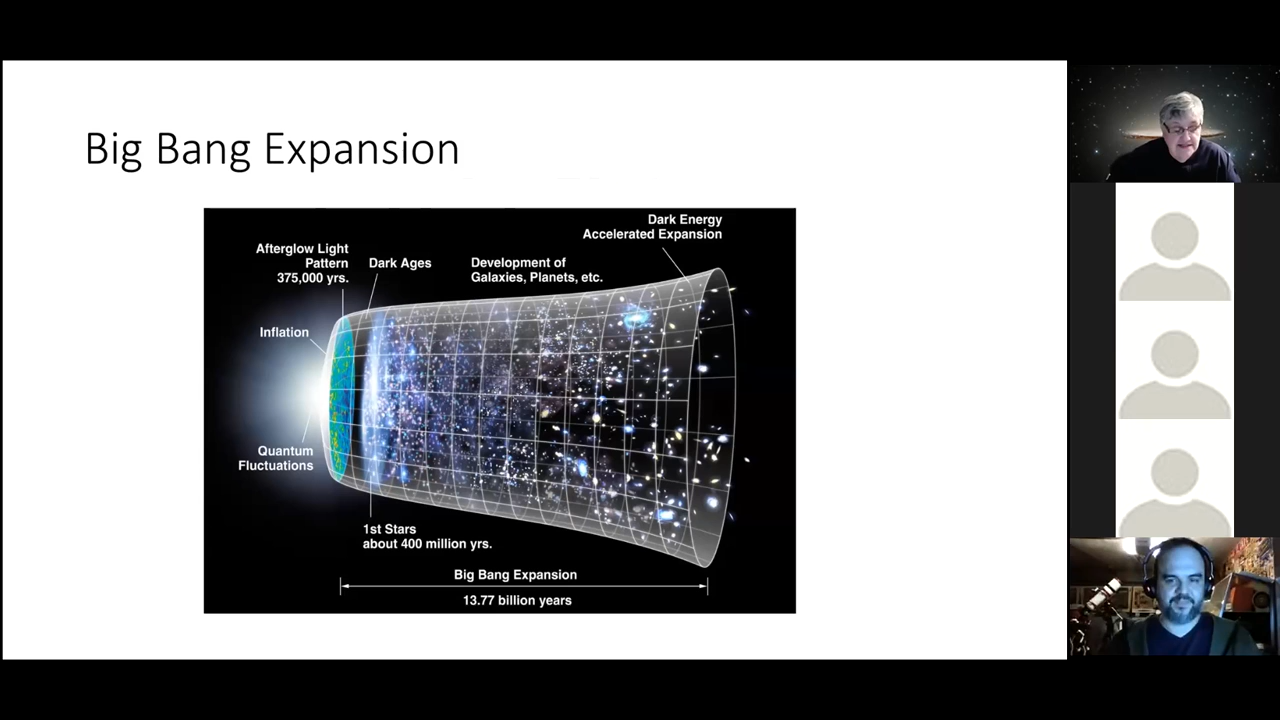 Big Bang Expansion
Dark Energy
Accelerated Expansion
Afterglow Light
Pattern
375,000 yrs.
Dark Ages
Development of
Galaxies, Planets, etc.
Inflation
Quantum
Fluctuations
1st Stars
about 400 million yrs.
Big Bang Expansion
13.77 billion years